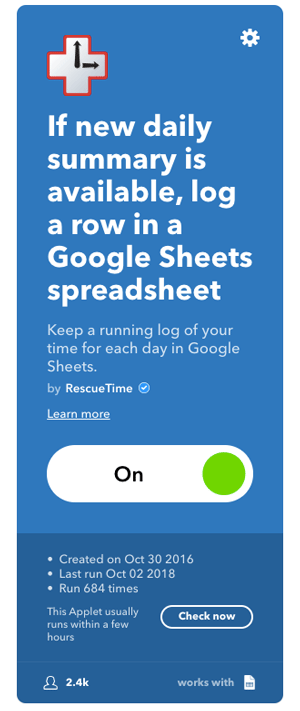 If new daily
summary is
available, log
a row in a
Google Sheets
spreadsheet
Keep a running log of your
time for each day in Google
Sheets.
by RescueTime
Learn more
On
• Created on Oct 30 2016
• Last run Oct 02 2018
• Run 684 times
This Applet usually
runs within a few
hours
Check now
2.4k
works with